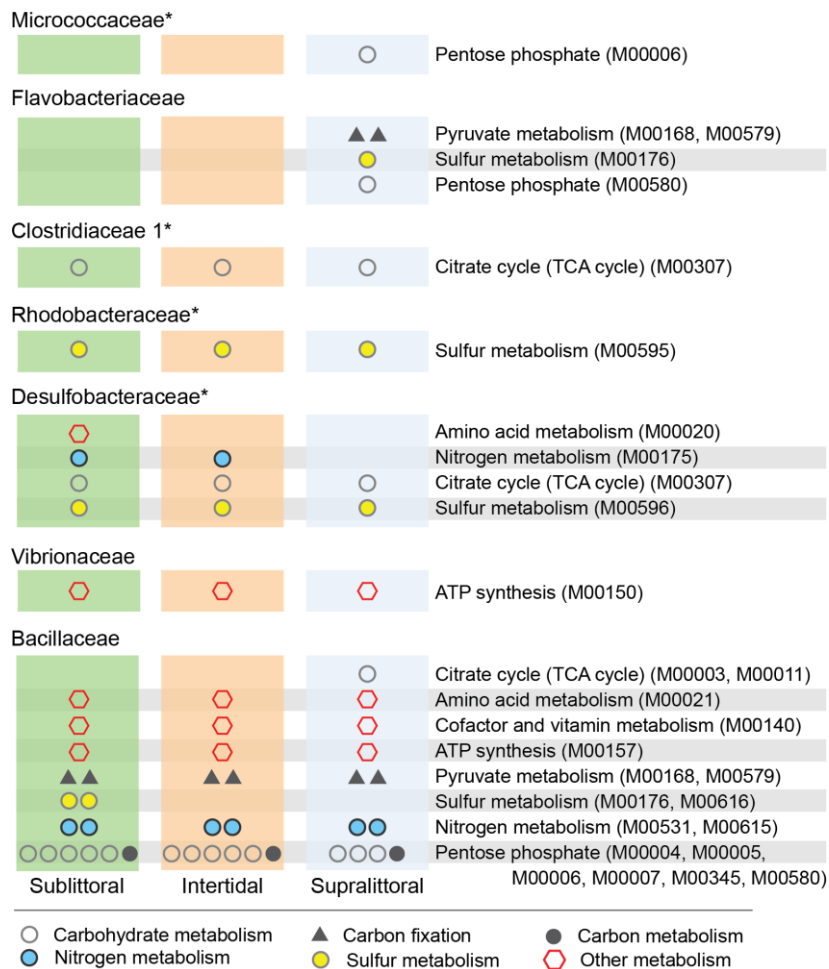 Micrococcaceae*
Pentose phosphate (M00006)
Flavobacteriaceae
Pyruvate metabolism (M00168, M00579)
Sulfur metabolism (M00176)
Pentose phosphate (M00580)
Clostridiaceae 1*
Citrate cycle (TCA cycle) (M00307)
Rhodobacteraceae*
Sulfur metabolism (M00595)
Desulfobacteraceae*
Amino acid metabolism (M00020)
Nitrogen metabolism (M00175)
Citrate cycle (TCA cycle) (M00307)
Sulfur metabolism (M00596)
Vibrionaceae
ATP synthesis (M00150)
Bacillaceae
Citrate cycle (TCA cycle) (M00003, M00011)
Amino acid metabolism (M00021)
Cofactor and vitamin metabolism (M00140)
ATP synthesis (M00157)
Pyruvate metabolism (M00168, M00579)
Sulfur metabolism (M00176, M00616)
Nitrogen metabolism (M00531, M00615)
Pentose phosphate (M00004, M00005,
M00006, M00007, M00345, M00580)
Sublittoral Intertidal Supralittoral
Carbohydrate metabolism Carbon fixation Carbon metabolism
Nitrogen metabolism Sulfur metabolism Other metabolism